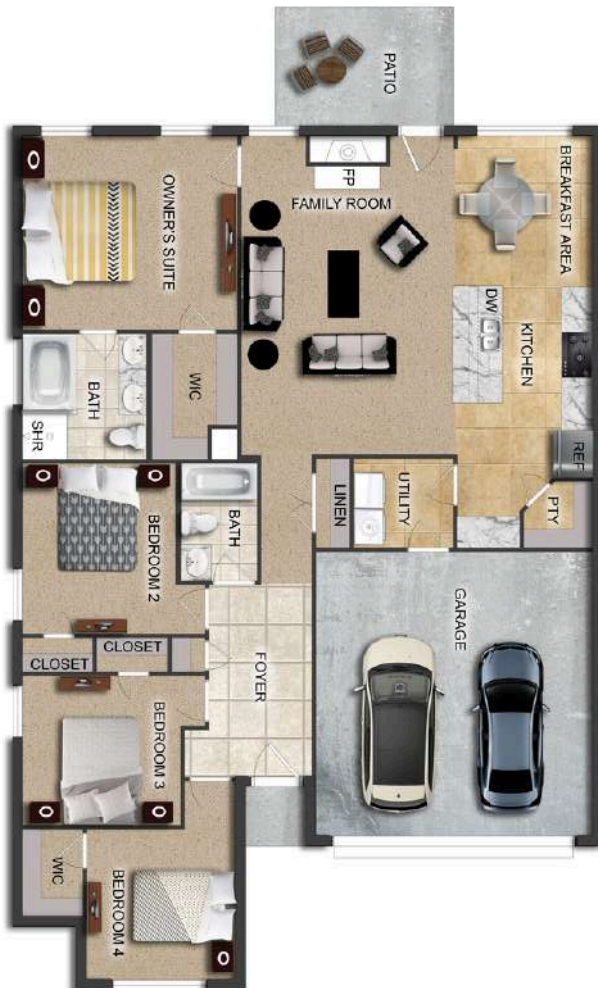 PATIO
BREAKFAST AREA
FP
FAMILY ROOM
OWNER'S SUITE
DW
KITCHEN
WIC
BATH
SHR
REF
PTY
UTILITY
LINEN
BATH
BEDROOM 2
GARAGE
FOYER
CLOSET
CLOSET
BEDROOM 3
WIC
BEDROOM 4